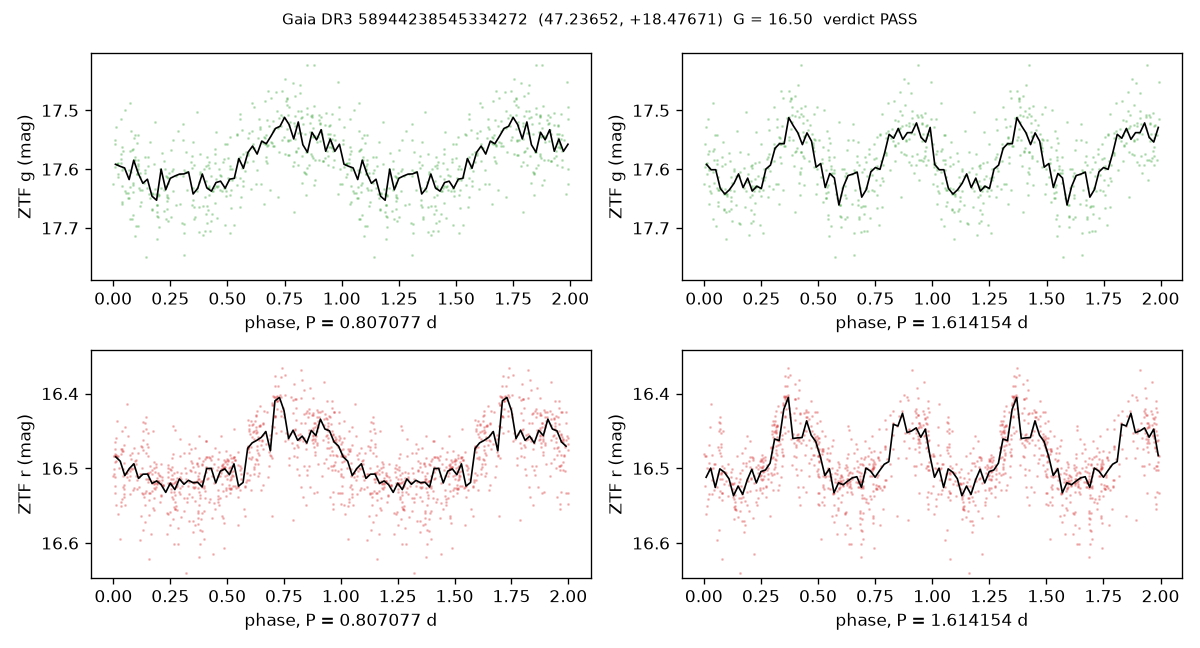 Gaia DR3 58944238545334272  (47.23652, +18.47671)  G = 16.50  verdict PASS
ZTF g (mag)
17.5
17.6
17.7
0.00 0.25 0.50 0.75 1.00 1.25 1.50 1.75 2.00
phase, P = 0.807077 d
ZTF g (mag)
17.5
17.6
17.7
0.00 0.25 0.50 0.75 1.00 1.25 1.50 1.75 2.00
phase, P = 1.614154 d
ZTF r (mag)
16.4
16.5
16.6
0.00 0.25 0.50 0.75 1.00 1.25 1.50 1.75 2.00
phase, P = 0.807077 d
ZTF r (mag)
16.4
16.5
16.6
0.00 0.25 0.50 0.75 1.00 1.25 1.50 1.75 2.00
phase, P = 1.614154 d